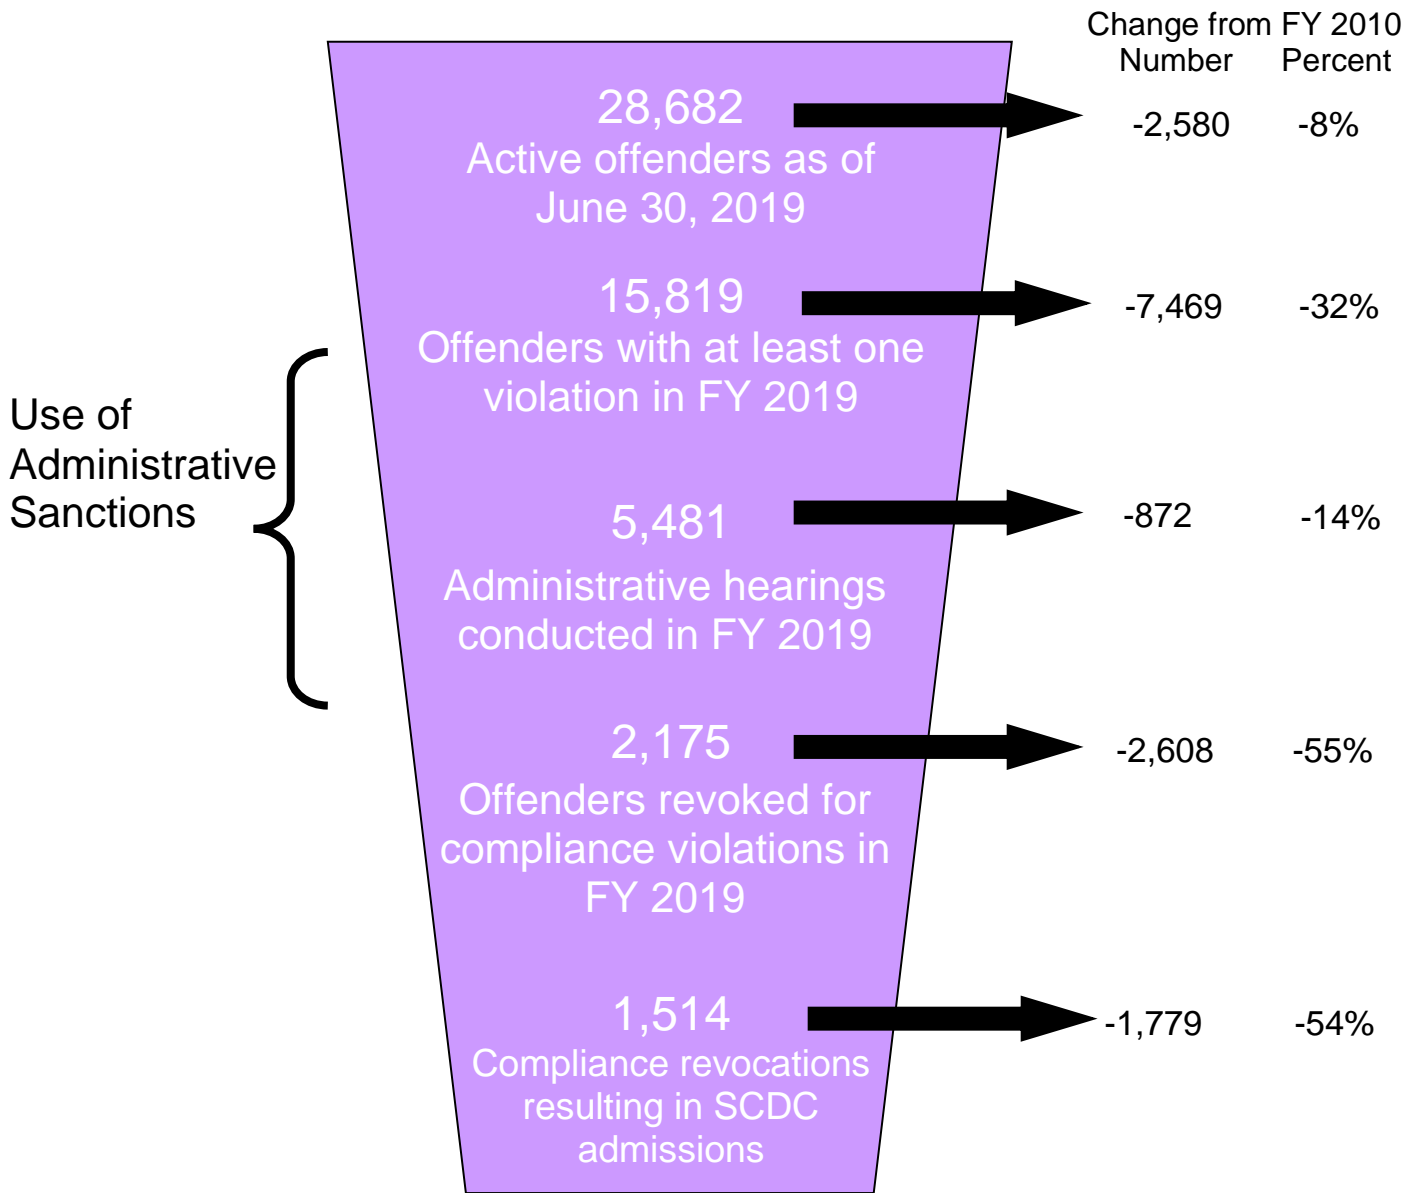 Change from FY 2010
Number Percent
28,682
-2,580 -8%
Active offenders as of
June 30, 2019
15,819
-7,469 -32%
Offenders with at least one
violation in FY 2019
Use of
Administrative
Sanctions
5,481
-872 -14%
Administrative hearings
conducted in FY 2019
2,175
-2,608 -55%
Offenders revoked for
compliance violations in
FY 2019
1,514
-1,779 -54%
Compliance revocations
resulting in SCDC
admissions